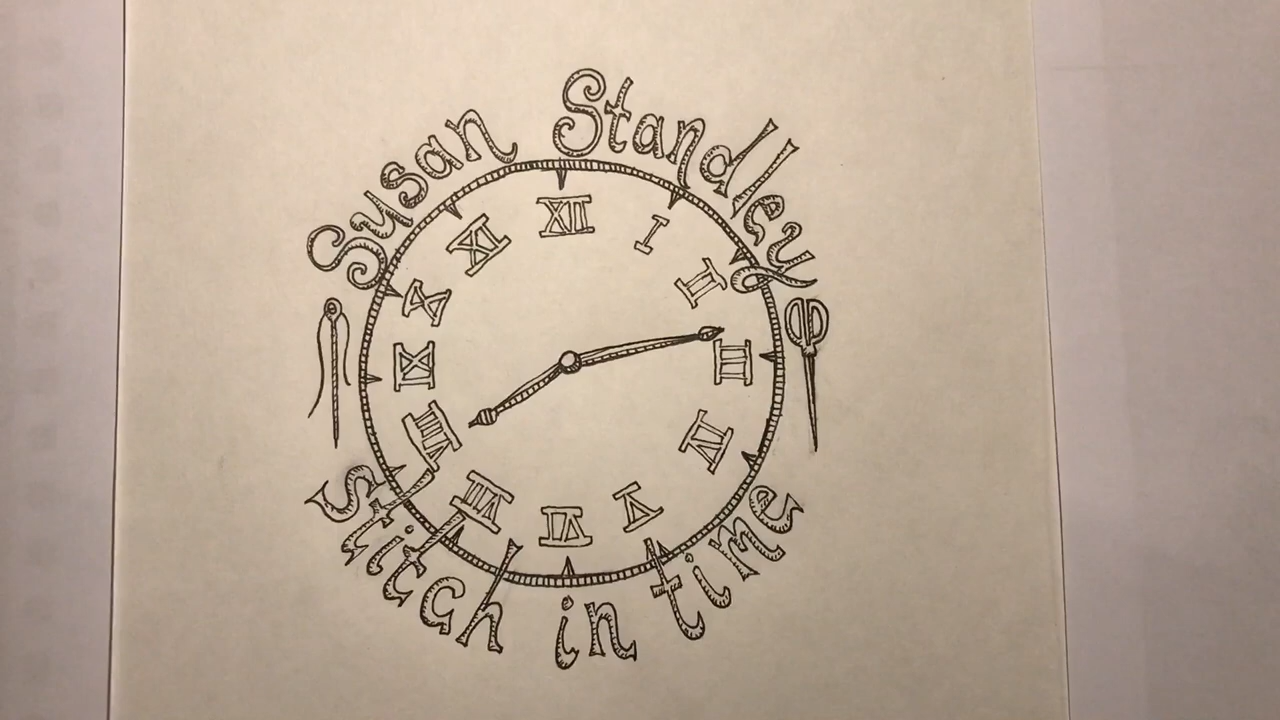 Susan Standley
XII
I
II
III
IV
V
VI
VII
VIII
IX
X
XI
Stitch in time